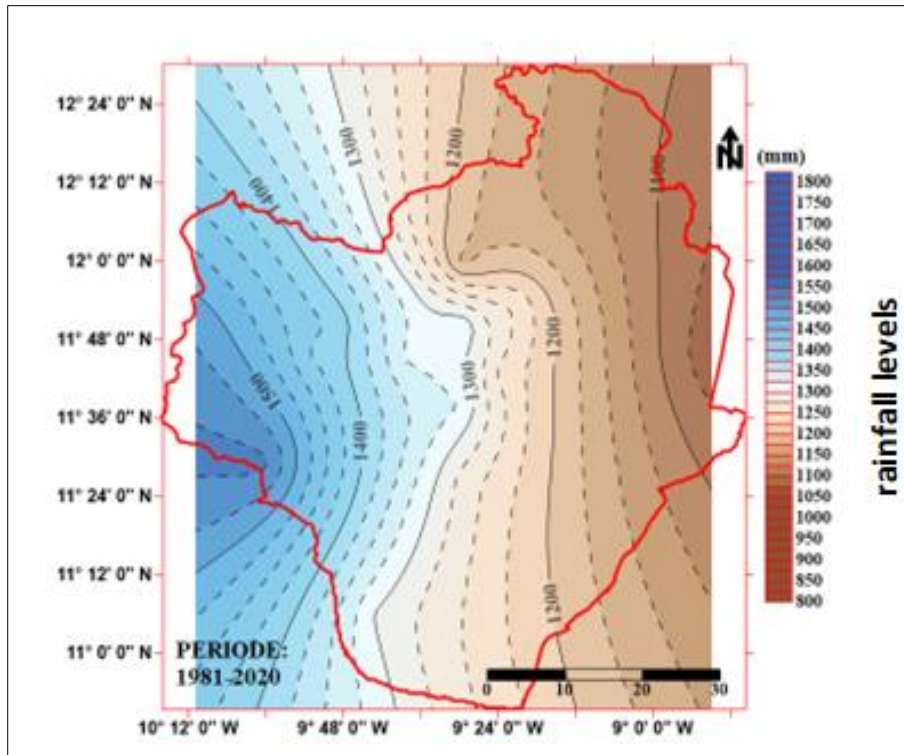 12° 24' 0" N
12° 12' 0" N
12° 0' 0" N
11° 48' 0" N
11° 36' 0" N
11° 24' 0" N
11° 12' 0" N
11° 0' 0" N
1400
1300
1200
1100
1500
1400
1300
1200
1200
N
(mm)
1800
1750
1700
1650
1600
1550
1500
1450
1400
1350
1300
1250
1200
1150
1100
1050
1000
950
900
850
800
rainfall levels
PERIODE:
1981-2020
0 10 20 30
10° 12' 0" W 9° 48' 0" W 9° 24' 0" W 9° 0' 0" W